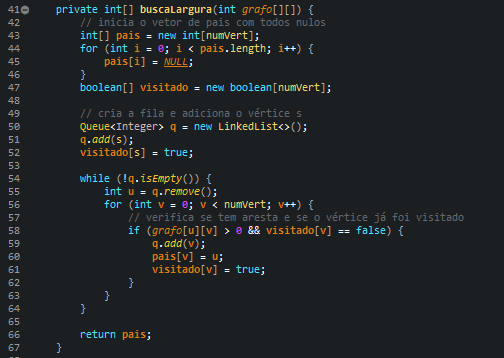 41 private int[] buscaLargura(int grafo[][]) {
42 // inicia o vetor de pais com todos nulos
43 int[] pais = new int[numVert];
44 for (int i = 0; i < pais.length; i++) {
45 pais[i] = NULL;
46 }
47 boolean[] visitado = new boolean[numVert];
48
49 // cria a fila e adiciona o vértice s
50 Queue<Integer> q = new LinkedList<>();
51 q.add(s);
52 visitado[s] = true;
53
54 while (!q.isEmpty()) {
55 int u = q.remove();
56 for (int v = 0; v < numVert; v++) {
57 // verifica se tem aresta e se o vértice já foi visitado
58 if (grafo[u][v] > 0 && visitado[v] == false) {
59 q.add(v);
60 pais[v] = u;
61 visitado[v] = true;
62 }
63 }
64 }
65
66 return pais;
67 }